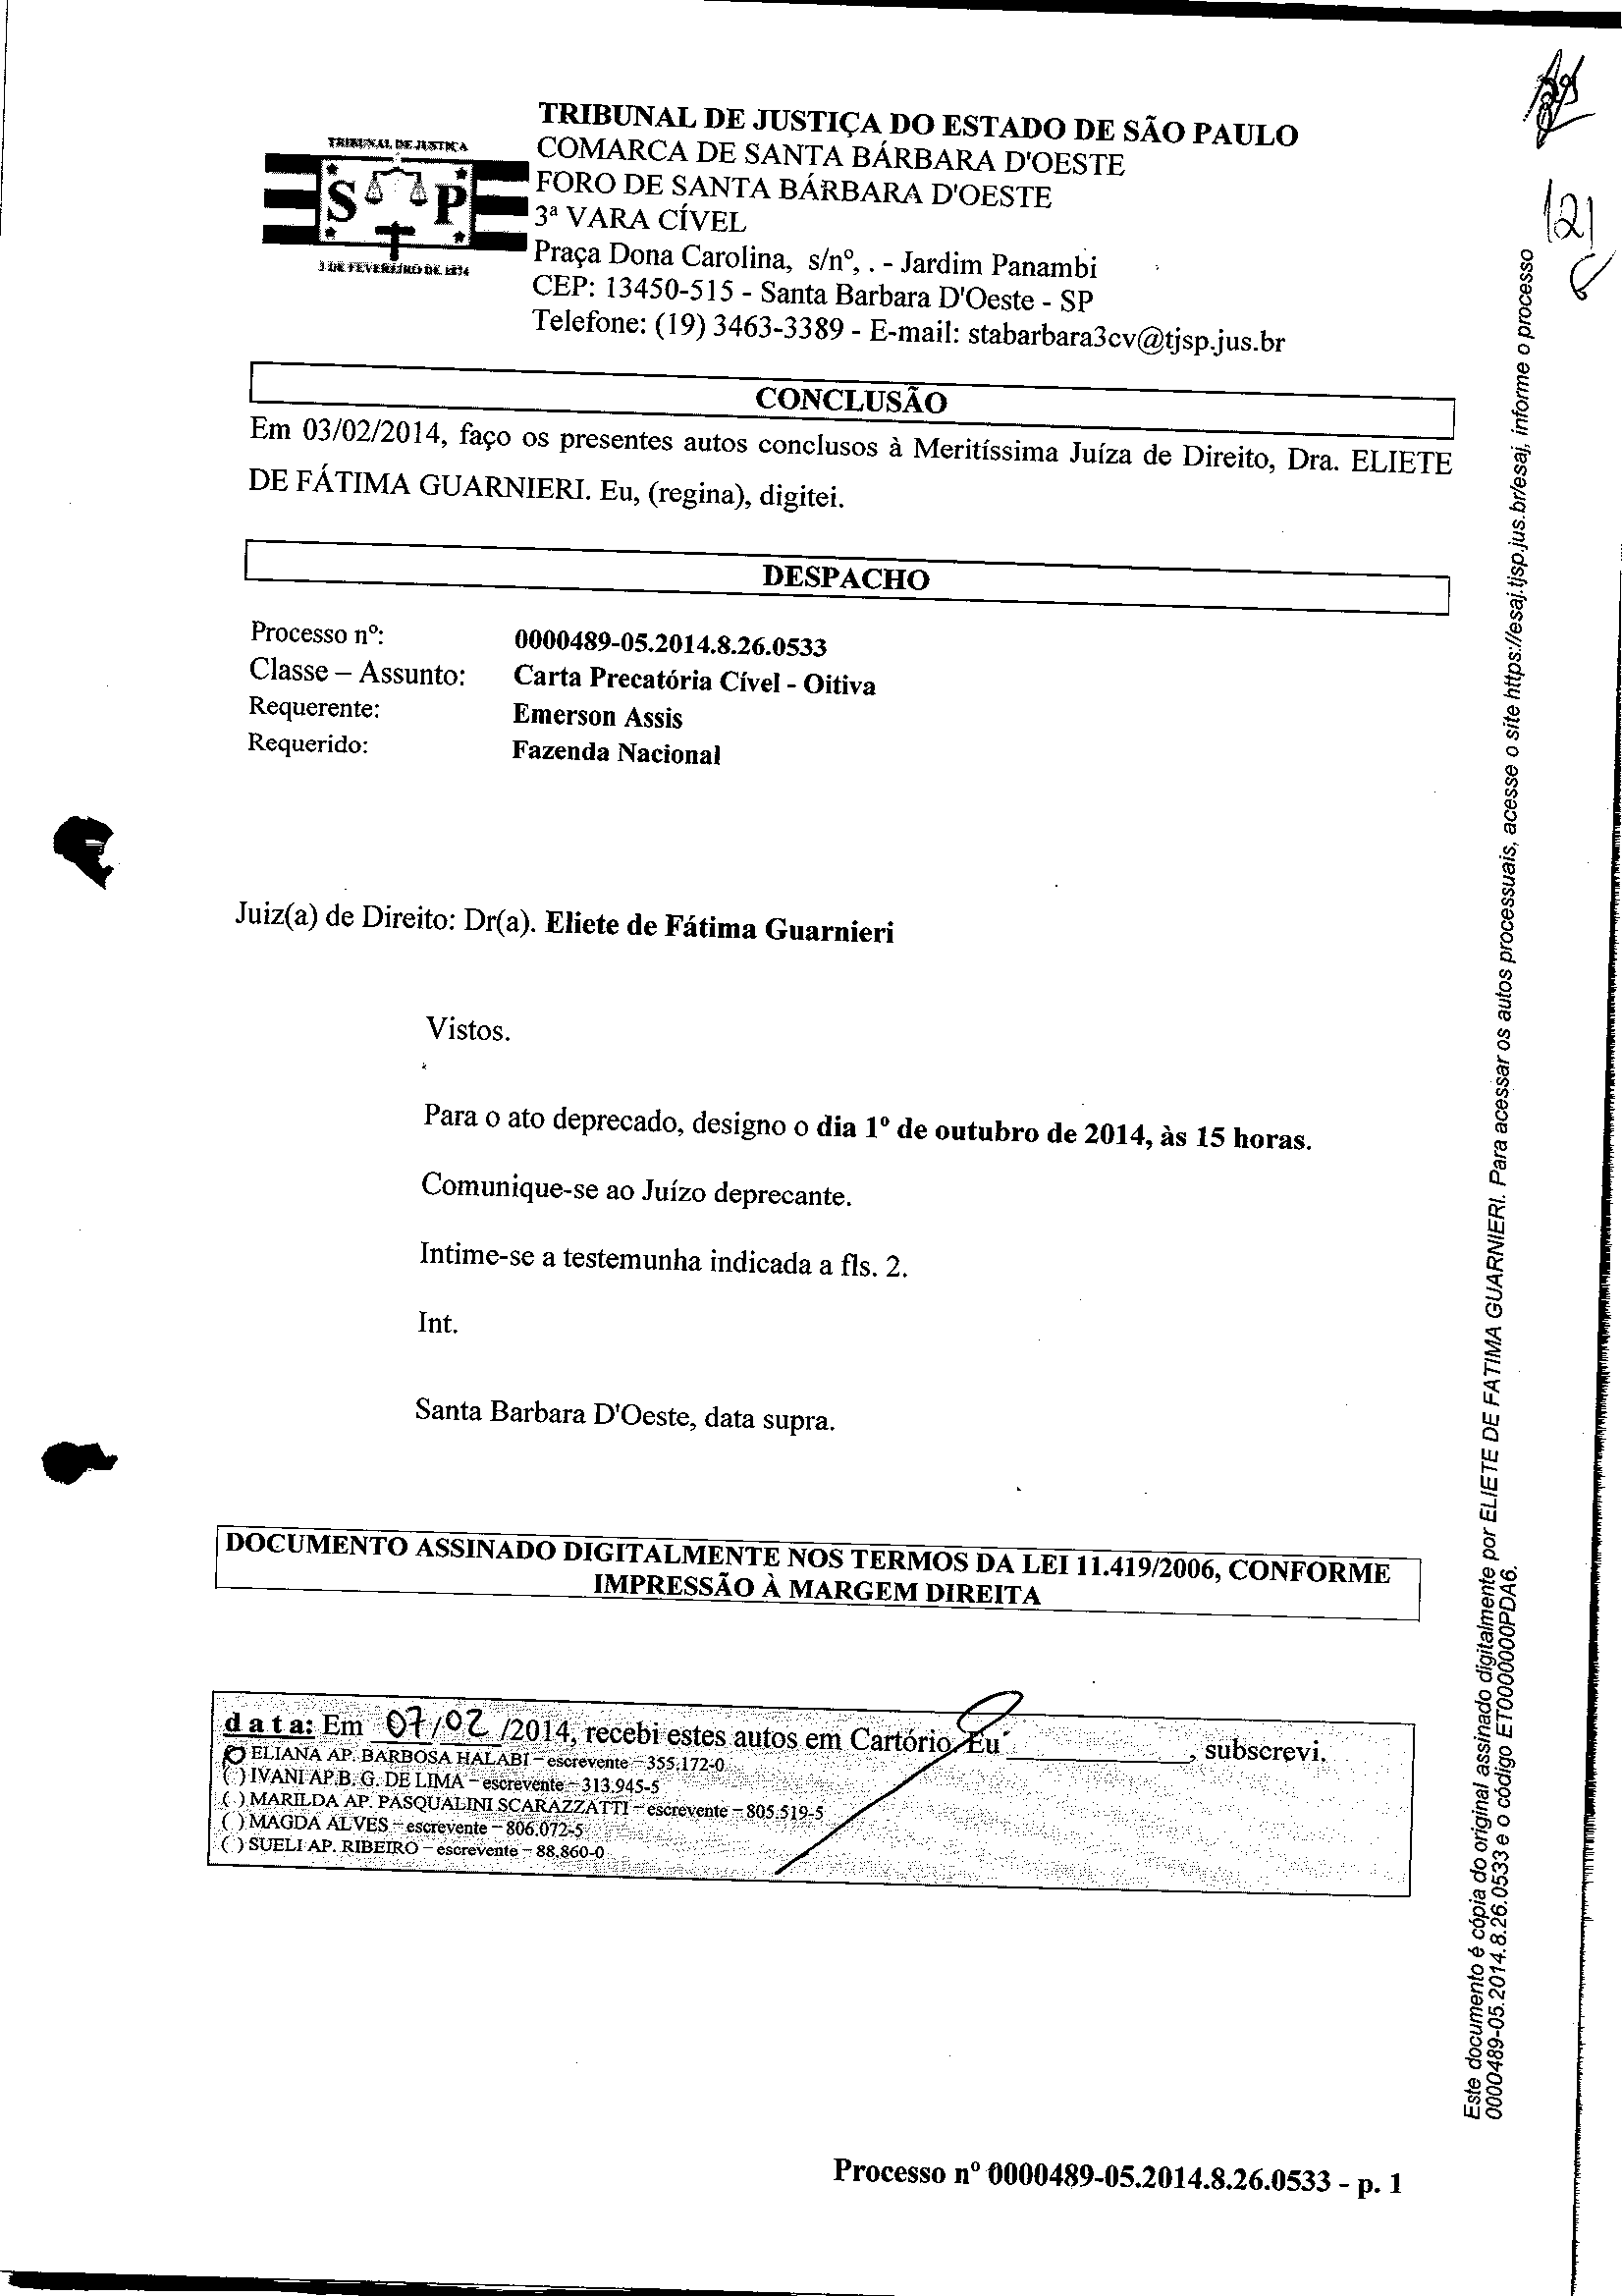 TRIBUNAL DE JUSTIÇA
S P
3 DE FEVEREIRO DE 1874
TRIBUNAL DE JUSTIÇA DO ESTADO DE SÃO PAULO
COMARCA DE SANTA BÁRBARA D'OESTE
FORO DE SANTA BÁRBARA D'OESTE
3ª VARA CÍVEL
Praça Dona Carolina, s/nº, . - Jardim Panambi
CEP: 13450-515 - Santa Barbara D'Oeste - SP
Telefone: (19) 3463-3389 - E-mail: stabarbara3cv@tjsp.jus.br
121
CONCLUSÃO
Em 03/02/2014, faço os presentes autos conclusos à Meritíssima Juíza de Direito, Dra. ELIETE
DE FÁTIMA GUARNIERI. Eu, (regina), digitei.
DESPACHO
Processo nº: 0000489-05.2014.8.26.0533
Classe – Assunto: Carta Precatória Cível - Oitiva
Requerente: Emerson Assis
Requerido: Fazenda Nacional
Juiz(a) de Direito: Dr(a). Eliete de Fátima Guarnieri
Vistos.
Para o ato deprecado, designo o dia 1º de outubro de 2014, às 15 horas.
Comunique-se ao Juízo deprecante.
Intime-se a testemunha indicada a fls. 2.
Int.
Santa Barbara D'Oeste, data supra.
DOCUMENTO ASSINADO DIGITALMENTE NOS TERMOS DA LEI 11.419/2006, CONFORME
IMPRESSÃO À MARGEM DIREITA
data: Em 07/02 /2014, recebi estes autos em Cartório. Eu ____________, subscrevi.
( ) ELIANA AP. BARBOSA HALABI – escrevente – 355.172-0
( ) IVANI AP.B. G. DE LIMA – escrevente – 313.945-5
( ) MARILDA AP. PASQUALINI SCARAZZATTI – escrevente – 805.519-5
( ) MAGDA ALVES – escrevente – 806.072-5
( ) SUELI AP. RIBEIRO – escrevente – 88.860-0
Processo nº 0000489-05.2014.8.26.0533 - p. 1
Este documento é cópia do original assinado digitalmente por ELIETE DE FATIMA GUARNIERI. Para acessar os autos processuais, acesse o site https://esaj.tjsp.jus.br/esaj, informe o processo
0000489-05.2014.8.26.0533 e o código ET000000PDA6.